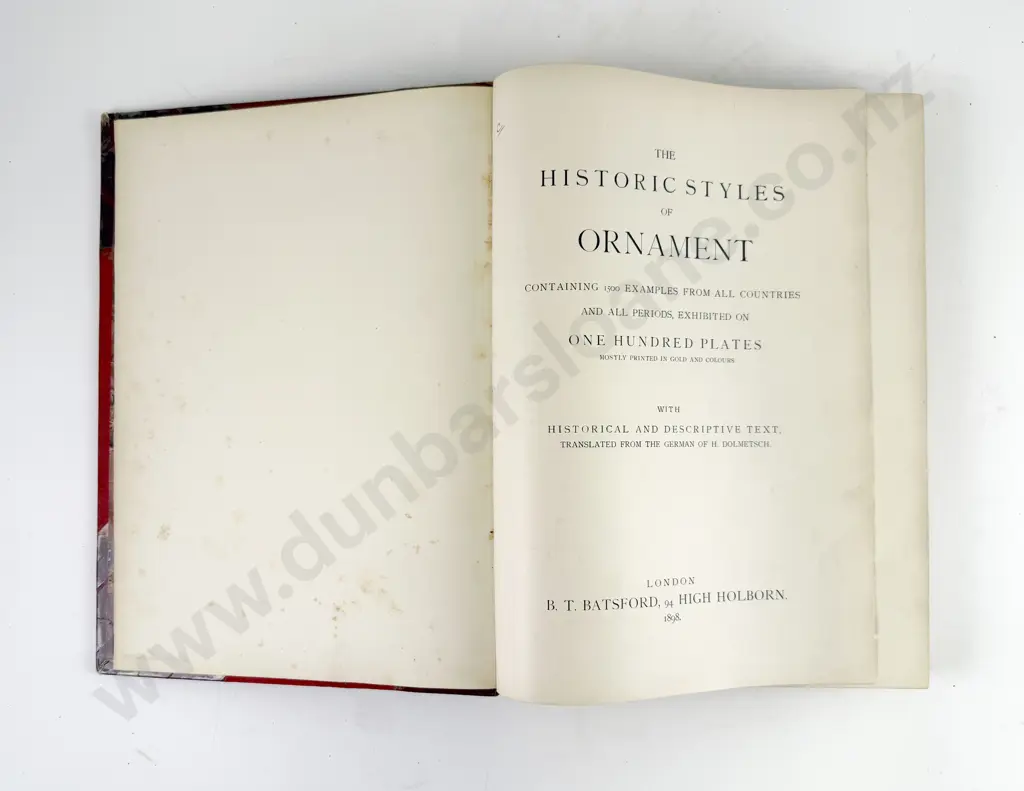 THE
HISTORIC STYLES
OF
ORNAMENT
CONTAINING 1500 EXAMPLES FROM ALL COUNTRIES
AND ALL PERIODS, EXHIBITED ON
ONE HUNDRED PLATES
MOSTLY PRINTED IN GOLD AND COLOURS
WITH
HISTORICAL AND DESCRIPTIVE TEXT,
TRANSLATED FROM THE GERMAN OF H. DOLMETSCH.
LONDON
B. T. BATSFORD, 94 HIGH HOLBORN.
1898.
www.dunbarsloane.co.nz